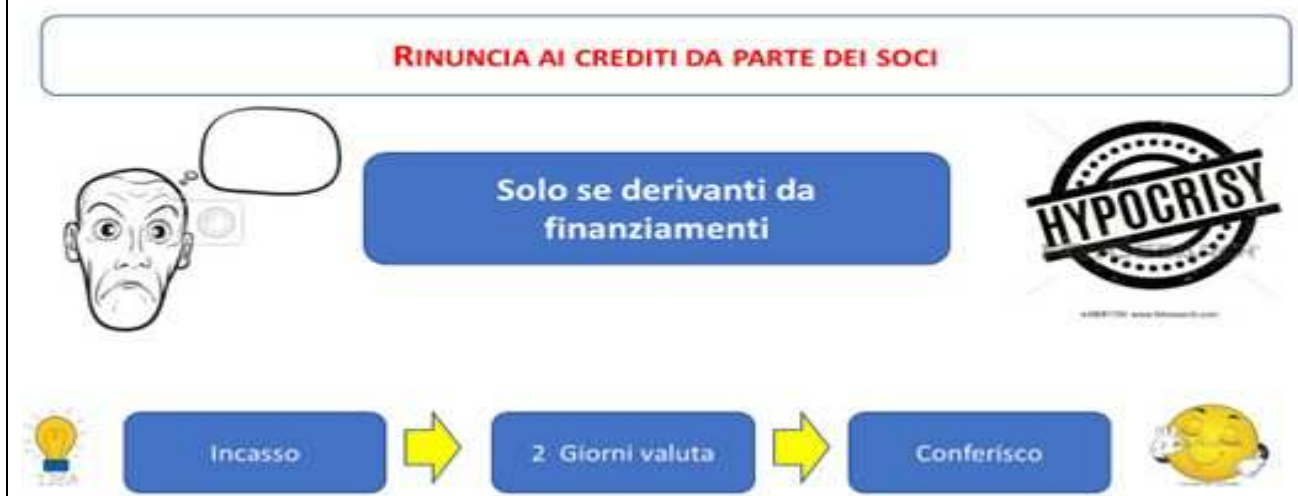 RINUNCIA AI CREDITI DA PARTE DEI SOCI
Solo se derivanti da
finanziamenti
HYPOCRISY
Incasso
2 Giorni valuta
Conferisco